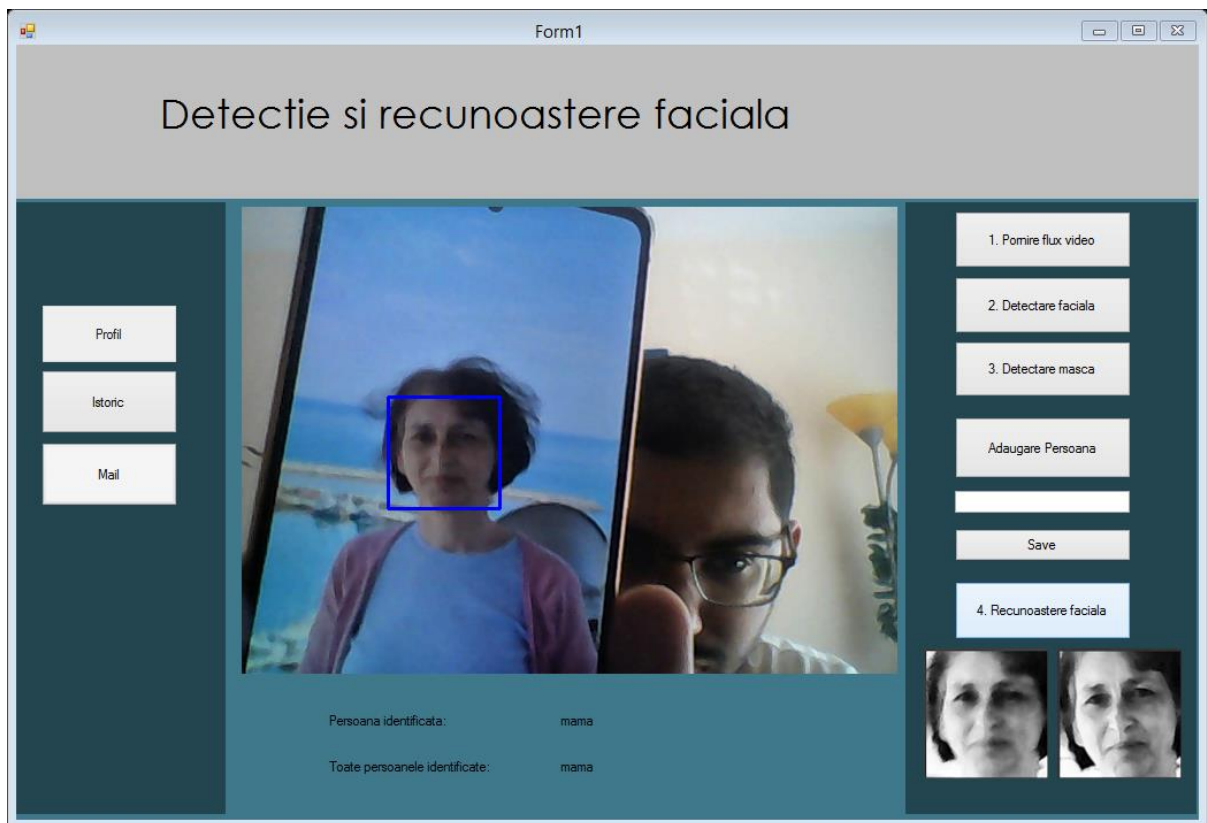 Form1
Detectie si recunoastere faciala
Profil
Istoric
Mail
1. Pornire flux video
2. Detectare faciala
3. Detectare masca
Adaugare Persoana
Save
4. Recunoastere faciala
Persoana identificata: mama
Toate persoanele identificate: mama